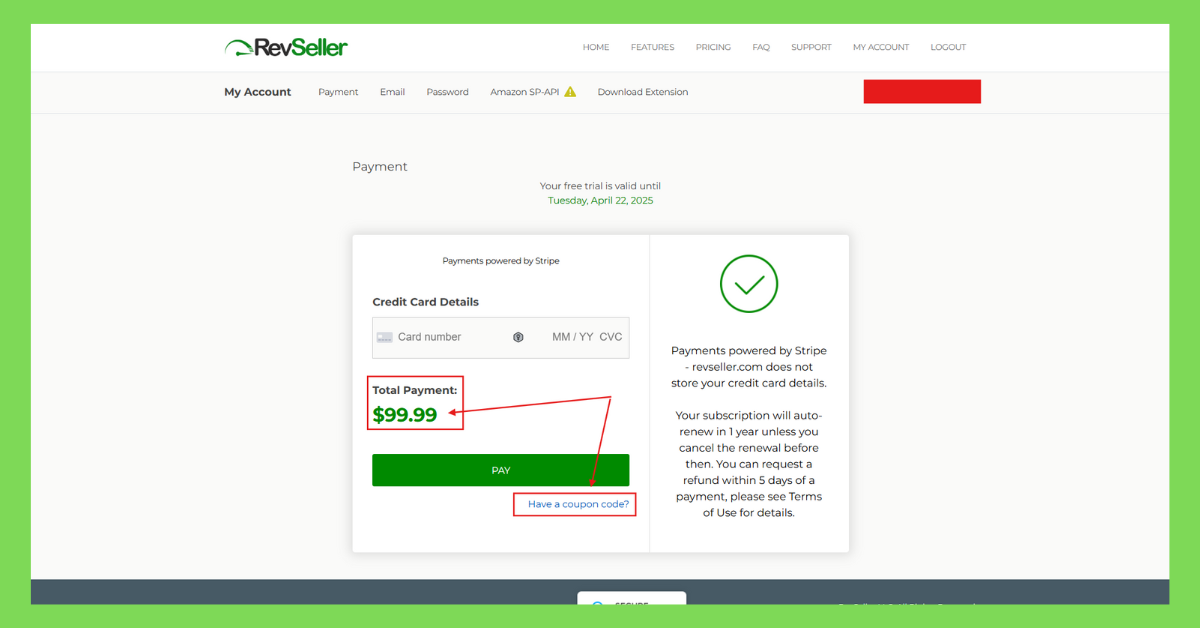 RevSeller
HOME FEATURES PRICING FAQ SUPPORT MY ACCOUNT LOGOUT
My Account Payment Email Password Amazon SP-API Download Extension
Payment
Your free trial is valid until
Tuesday, April 22, 2025
Payments powered by Stripe
Credit Card Details
Card number MM / YY CVC
Total Payment:
$99.99
PAY
Have a coupon code?
Payments powered by Stripe
- revseller.com does not
store your credit card details.
Your subscription will auto-
renew in 1 year unless you
cancel the renewal before
then. You can request a
refund within 5 days of a
payment, please see Terms
of Use for details.